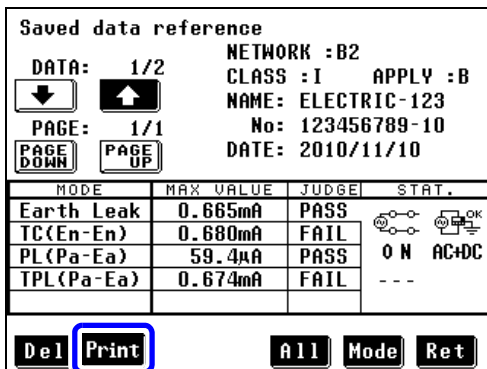 Saved data reference
DATA: 1/2
NETWORK :B2
CLASS :I APPLY :B
NAME: ELECTRIC-123
PAGE: 1/1
No: 123456789-10
PAGE DOWN PAGE UP
DATE: 2010/11/10
MODE MAX VALUE JUDGE STAT.
Earth Leak 0.665mA PASS
OK
TC(En-En) 0.680mA FAIL
PL(Pa-Ea) 59.4µA PASS
O N AC+DC
TPL(Pa-Ea) 0.674mA FAIL
---
Del Print All Mode Ret